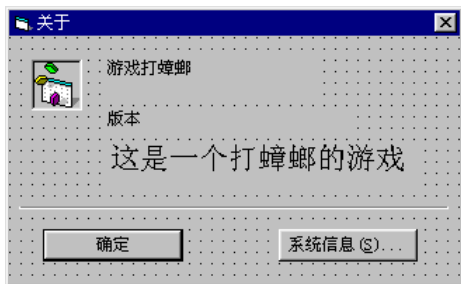 关于
游戏打蟑螂
版本
这是一个打蟑螂的游戏
确定
系统信息(S)...